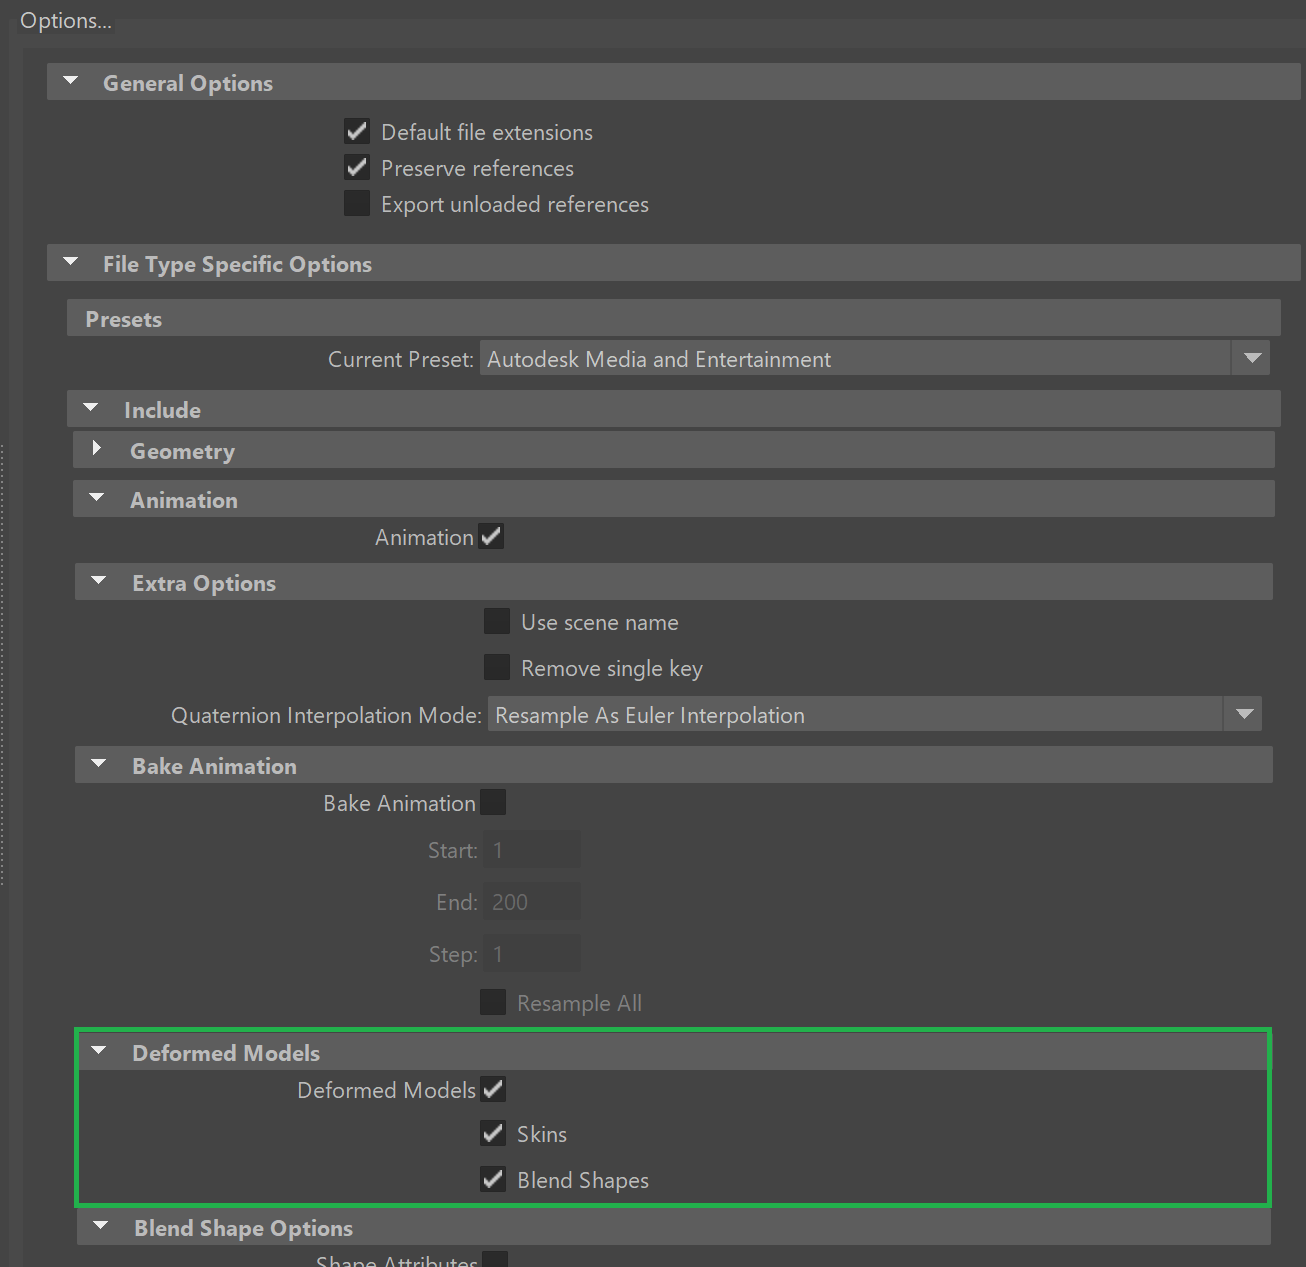 Options...
General Options
Default file extensions
Preserve references
Export unloaded references
File Type Specific Options
Presets
Current Preset: Autodesk Media and Entertainment
Include
Geometry
Animation
Animation
Extra Options
Use scene name
Remove single key
Quaternion Interpolation Mode: Resample As Euler Interpolation
Bake Animation
Bake Animation
Start: 1
End: 200
Step: 1
Resample All
Deformed Models
Deformed Models
Skins
Blend Shapes
Blend Shape Options
Shape Attributes